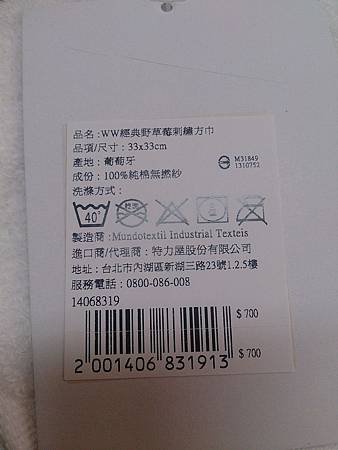 品名:WW經典野草莓刺繡方巾
品項/尺寸:33x33cm
產地:葡萄牙
M31849
1310752
成份:100%純棉無撚紗
洗滌方式:
40°
製造商:Mundotextil Industrial Texteis
進口商/代理商:特力屋股份有限公司
地址:台北市內湖區新湖三路23號1.2.5樓
服務電話:0800-086-008
14068319
$700
2 001406 831913
$700